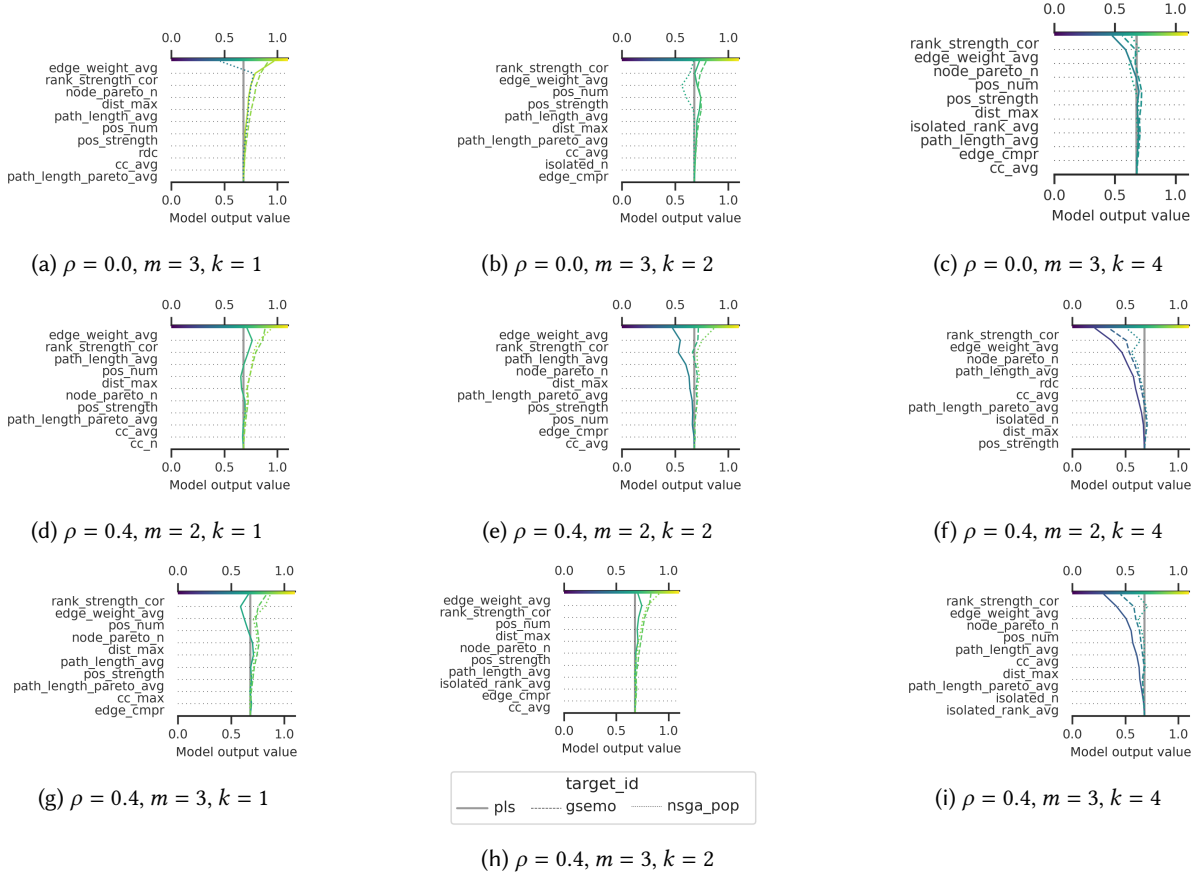 0.0 0.5 1.0
edge_weight_avg
rank_strength_cor
node_pareto_n
dist_max
path_length_avg
pos_num
pos_strength
rdc
cc_avg
path_length_pareto_avg
0.0 0.5 1.0
Model output value
(a) ρ = 0.0, m = 3, k = 1
0.0 0.5 1.0
rank_strength_cor
edge_weight_avg
pos_num
pos_strength
path_length_avg
dist_max
path_length_pareto_avg
cc_avg
isolated_n
edge_cmpr
0.0 0.5 1.0
Model output value
(b) ρ = 0.0, m = 3, k = 2
0.0 0.5 1.0
rank_strength_cor
edge_weight_avg
node_pareto_n
pos_num
pos_strength
dist_max
isolated_rank_avg
path_length_avg
edge_cmpr
cc_avg
0.0 0.5 1.0
Model output value
(c) ρ = 0.0, m = 3, k = 4
0.0 0.5 1.0
edge_weight_avg
rank_strength_cor
path_length_avg
pos_num
dist_max
node_pareto_n
pos_strength
path_length_pareto_avg
cc_avg
cc_n
0.0 0.5 1.0
Model output value
(d) ρ = 0.4, m = 2, k = 1
0.0 0.5 1.0
edge_weight_avg
rank_strength_cor
path_length_avg
node_pareto_n
dist_max
path_length_pareto_avg
pos_strength
pos_num
edge_cmpr
cc_avg
0.0 0.5 1.0
Model output value
(e) ρ = 0.4, m = 2, k = 2
0.0 0.5 1.0
rank_strength_cor
edge_weight_avg
node_pareto_n
path_length_avg
rdc
cc_avg
path_length_pareto_avg
isolated_n
dist_max
pos_strength
0.0 0.5 1.0
Model output value
(f) ρ = 0.4, m = 2, k = 4
0.0 0.5 1.0
rank_strength_cor
edge_weight_avg
pos_num
node_pareto_n
dist_max
path_length_avg
pos_strength
path_length_pareto_avg
cc_max
edge_cmpr
0.0 0.5 1.0
Model output value
(g) ρ = 0.4, m = 3, k = 1
0.0 0.5 1.0
edge_weight_avg
rank_strength_cor
pos_num
dist_max
node_pareto_n
pos_strength
path_length_avg
isolated_rank_avg
edge_cmpr
cc_avg
0.0 0.5 1.0
Model output value
target_id
pls gsemo nsga_pop
(h) ρ = 0.4, m = 3, k = 2
0.0 0.5 1.0
rank_strength_cor
edge_weight_avg
node_pareto_n
pos_num
path_length_avg
cc_avg
dist_max
path_length_pareto_avg
isolated_n
isolated_rank_avg
0.0 0.5 1.0
Model output value
(i) ρ = 0.4, m = 3, k = 4